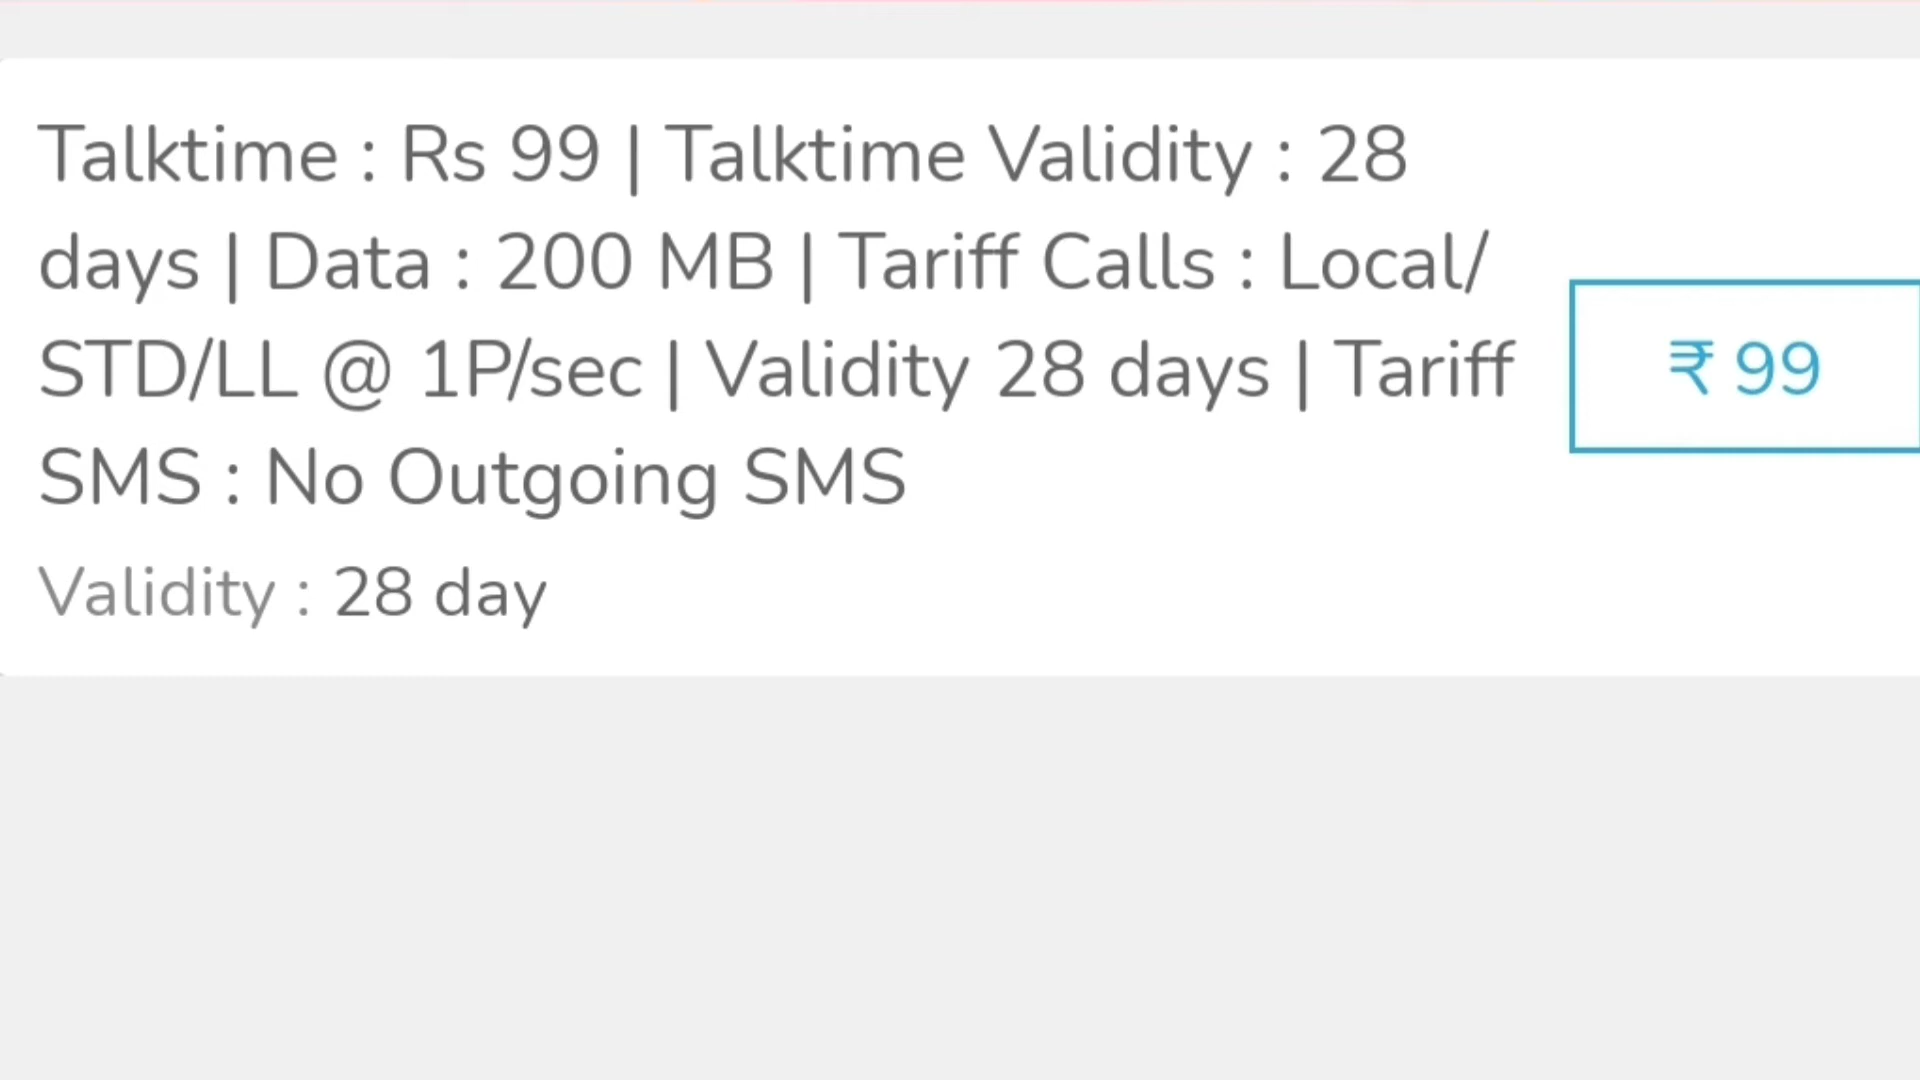 Talktime : Rs 99 | Talktime Validity : 28
days | Data : 200 MB | Tariff Calls : Local/
STD/LL @ 1P/sec | Validity 28 days | Tariff
SMS : No Outgoing SMS
Validity : 28 day
₹ 99